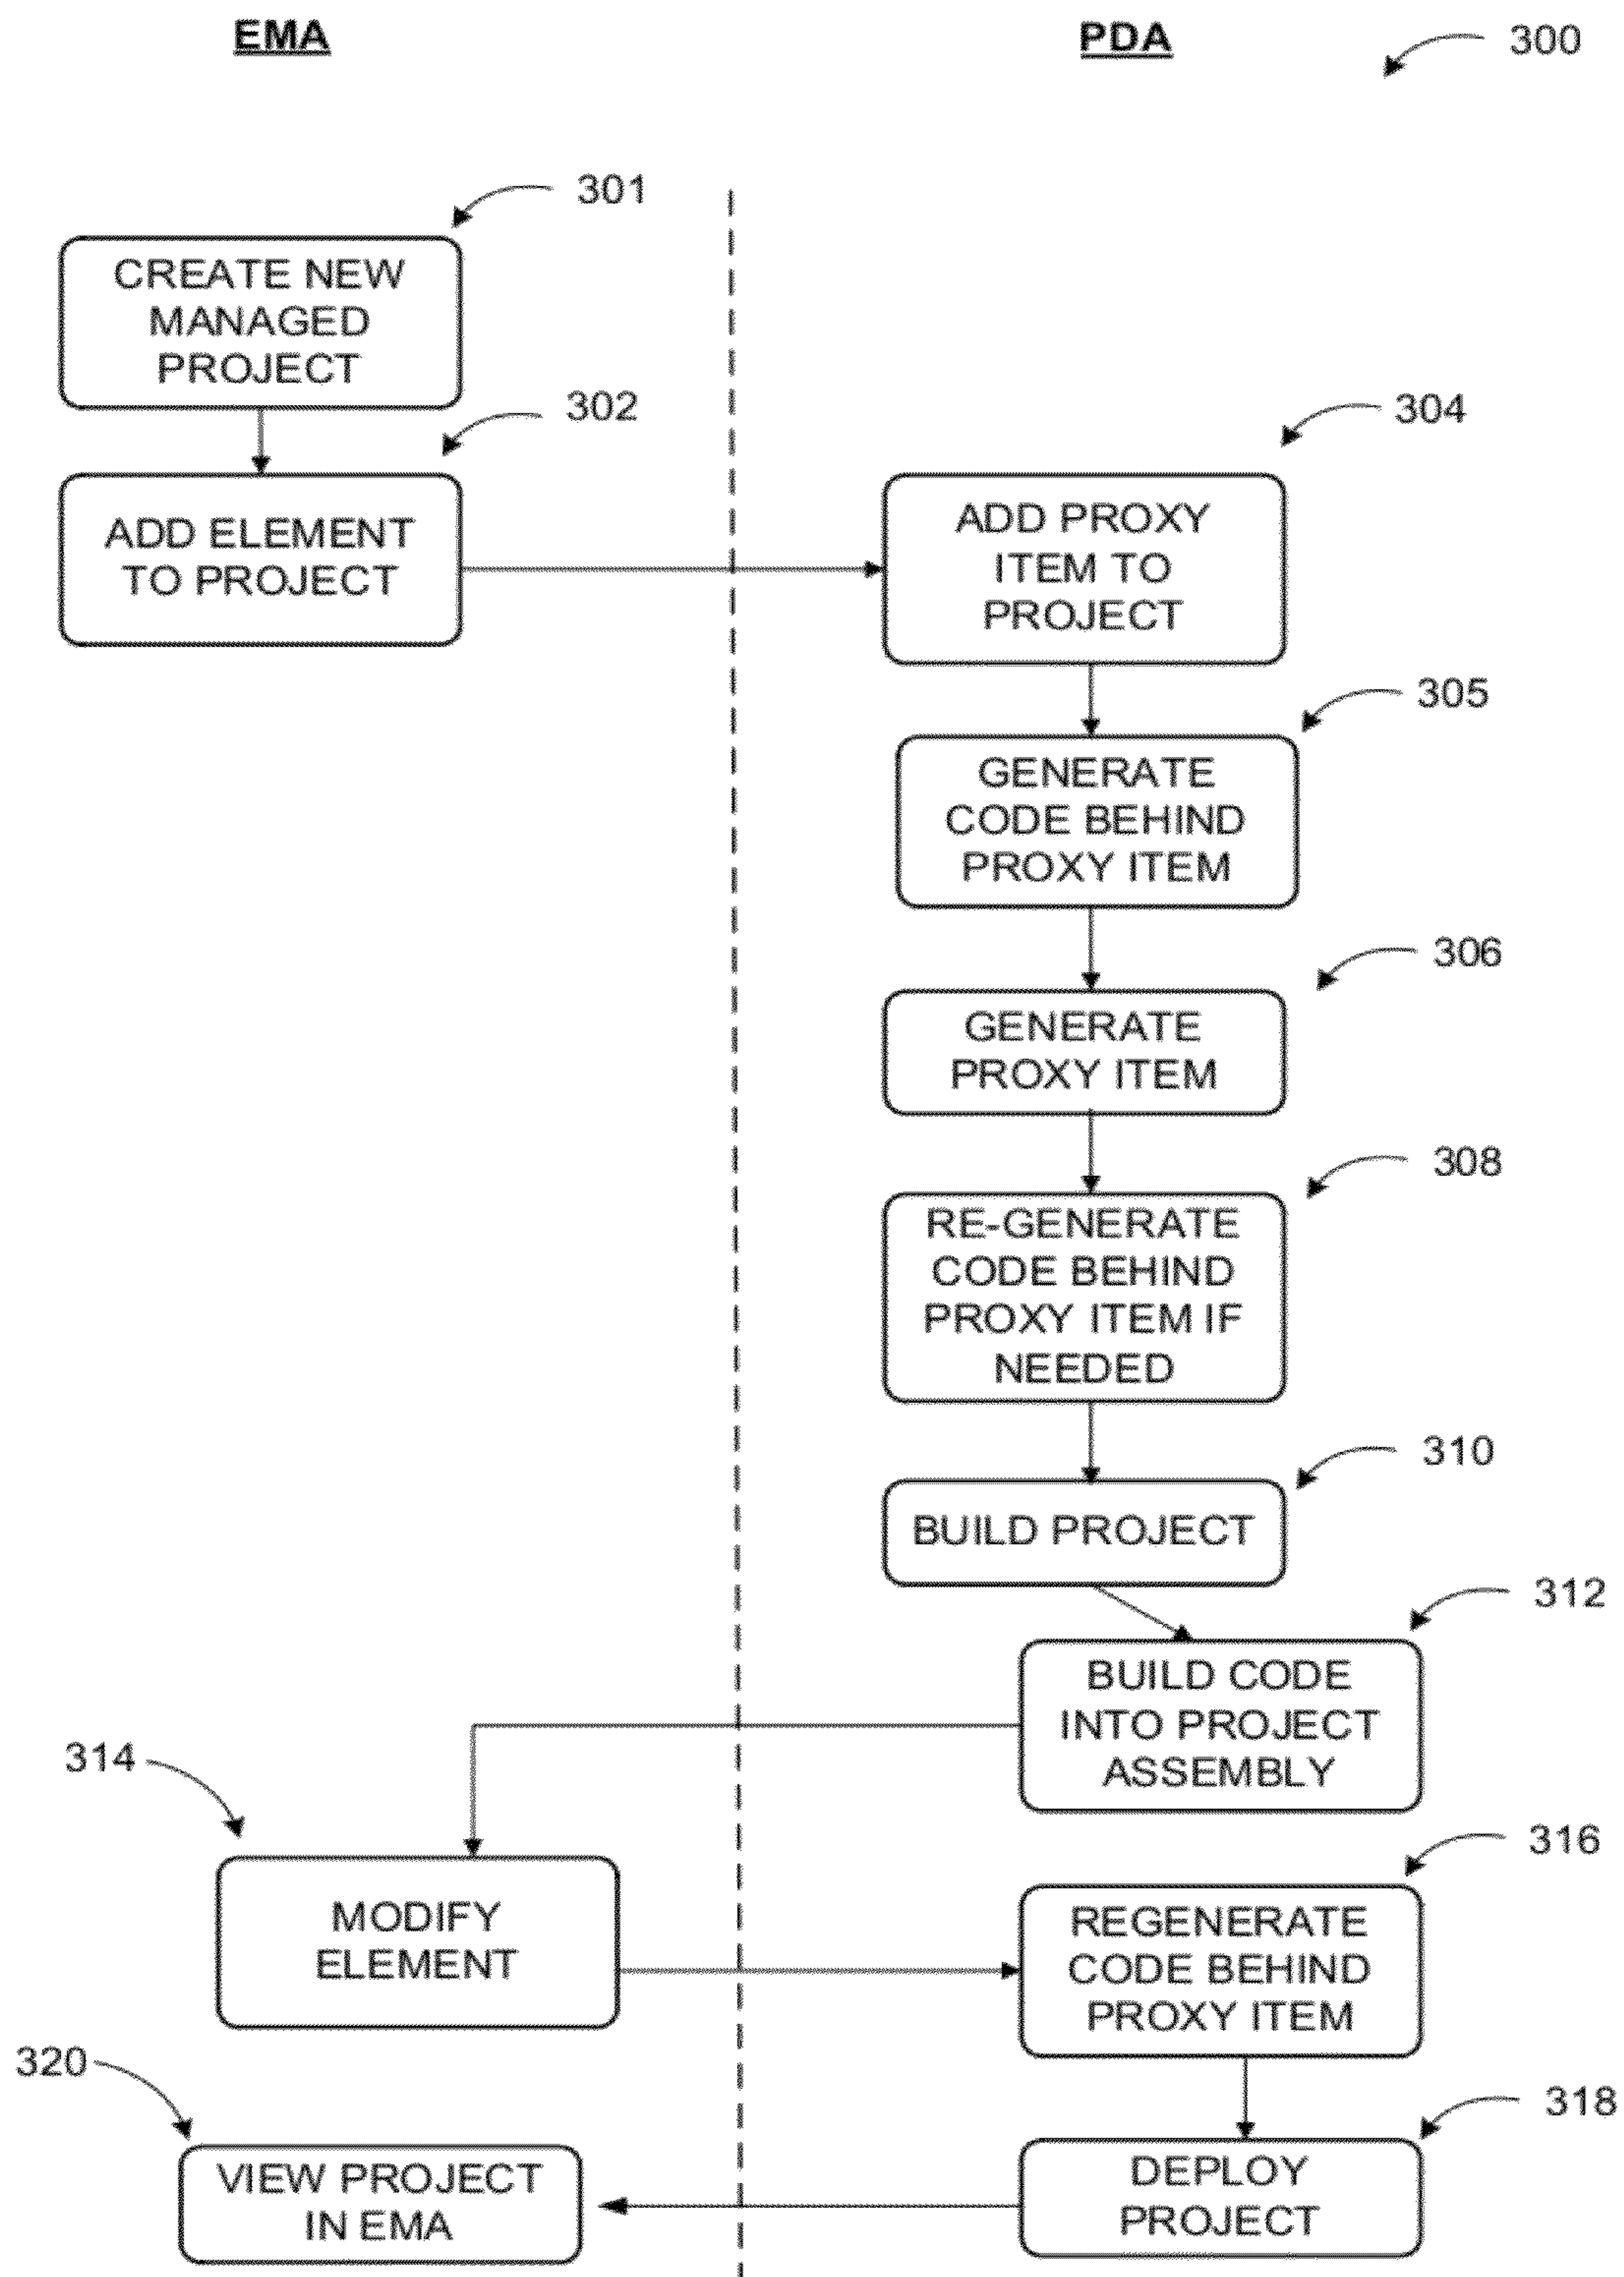 EMA
PDA
300
301
CREATE NEW
MANAGED
PROJECT
302
ADD ELEMENT
TO PROJECT
304
ADD PROXY
ITEM TO
PROJECT
305
GENERATE
CODE BEHIND
PROXY ITEM
306
GENERATE
PROXY ITEM
308
RE-GENERATE
CODE BEHIND
PROXY ITEM IF
NEEDED
310
BUILD PROJECT
312
BUILD CODE
INTO PROJECT
ASSEMBLY
314
MODIFY
ELEMENT
316
REGENERATE
CODE BEHIND
PROXY ITEM
318
DEPLOY
PROJECT
320
VIEW PROJECT
IN EMA